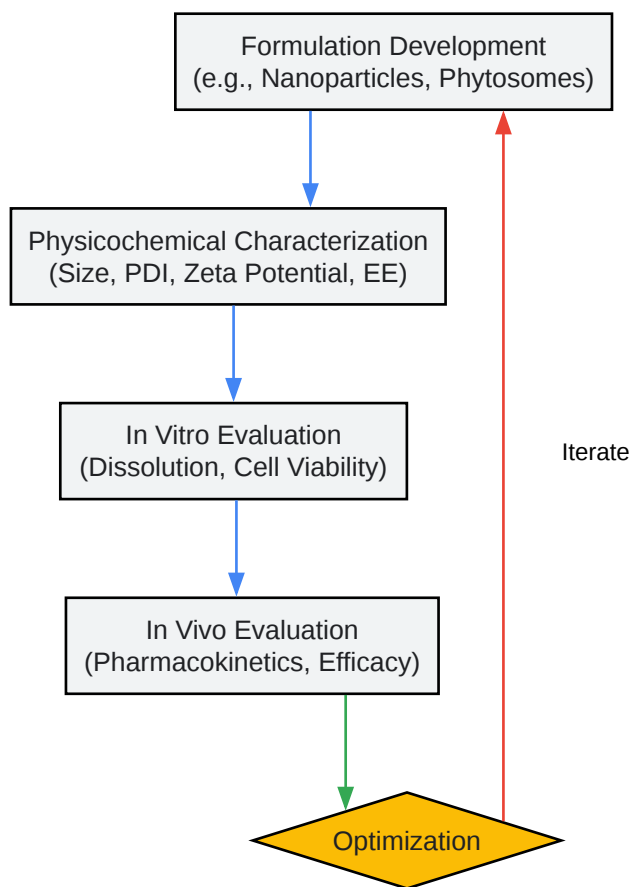 Formulation Development
(e.g., Nanoparticles, Phytosomes)
Physicochemical Characterization
(Size, PDI, Zeta Potential, EE)
In Vitro Evaluation
(Dissolution, Cell Viability)
Iterate
In Vivo Evaluation
(Pharmacokinetics, Efficacy)
Optimization